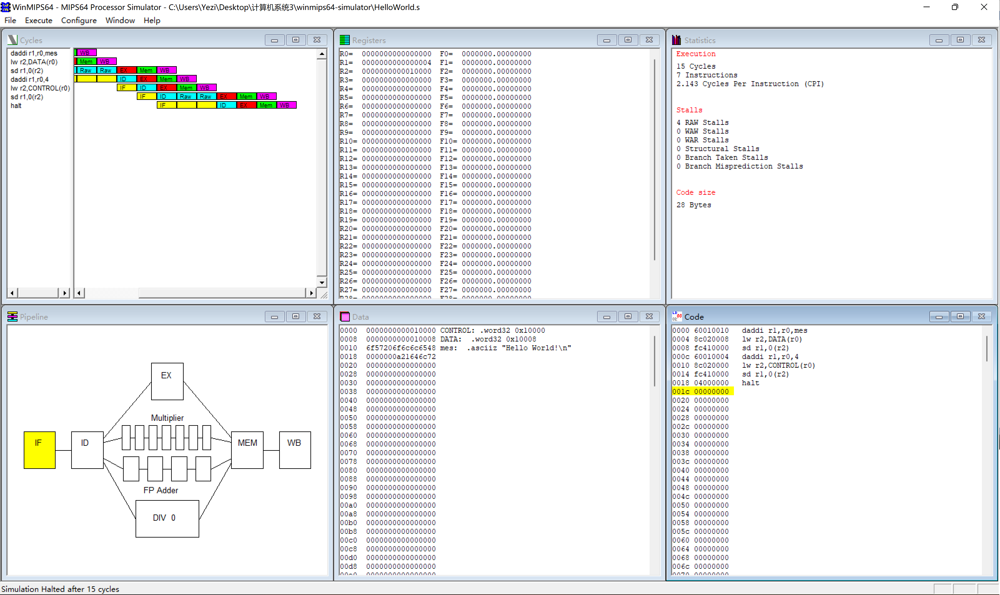 WinMIPS64 - MIPS64 Processor Simulator - C:\Users\Yezi\Desktop\计算机系统3\winmips64-simulator\HelloWorld.s
File Execute Configure Window Help
Cycles
daddi r1,r0,mes WB
lw r2,DATA(r0) Mem WB
sd r1,0(r2) Raw Raw EX Mem WB
daddi r1,r0,4 ID EX Mem WB
lw r2,CONTROL(r0) IF ID EX Mem WB
sd r1,0(r2) IF ID Raw Raw EX Mem WB
halt IF ID EX Mem WB
Registers
R0= 0000000000000000 F0= 0000000.00000000
R1= 0000000000000004 F1= 0000000.00000000
R2= 0000000000010000 F2= 0000000.00000000
R3= 0000000000000000 F3= 0000000.00000000
R4= 0000000000000000 F4= 0000000.00000000
R5= 0000000000000000 F5= 0000000.00000000
R6= 0000000000000000 F6= 0000000.00000000
R7= 0000000000000000 F7= 0000000.00000000
R8= 0000000000000000 F8= 0000000.00000000
R9= 0000000000000000 F9= 0000000.00000000
R10= 0000000000000000 F10= 0000000.00000000
R11= 0000000000000000 F11= 0000000.00000000
R12= 0000000000000000 F12= 0000000.00000000
R13= 0000000000000000 F13= 0000000.00000000
R14= 0000000000000000 F14= 0000000.00000000
R15= 0000000000000000 F15= 0000000.00000000
R16= 0000000000000000 F16= 0000000.00000000
R17= 0000000000000000 F17= 0000000.00000000
R18= 0000000000000000 F18= 0000000.00000000
R19= 0000000000000000 F19= 0000000.00000000
R20= 0000000000000000 F20= 0000000.00000000
R21= 0000000000000000 F21= 0000000.00000000
R22= 0000000000000000 F22= 0000000.00000000
R23= 0000000000000000 F23= 0000000.00000000
R24= 0000000000000000 F24= 0000000.00000000
R25= 0000000000000000 F25= 0000000.00000000
R26= 0000000000000000 F26= 0000000.00000000
R27= 0000000000000000 F27= 0000000.00000000
R28= 0000000000000000 F28= 0000000.00000000
Statistics
Execution
15 Cycles
7 Instructions
2.143 Cycles Per Instruction (CPI)
Stalls
4 RAW Stalls
0 WAW Stalls
0 WAR Stalls
0 Structural Stalls
0 Branch Taken Stalls
0 Branch Misprediction Stalls
Code size
28 Bytes
Pipeline
EX
Multiplier
IF ID MEM WB
FP Adder
DIV 0
Data
0000 0000000000010000 CONTROL: .word32 0x10000
0008 0000000000010008 DATA: .word32 0x10008
0010 6f57206f6c6c6548 mes: .asciiz "Hello World!\n"
0018 0000000a21646c72
0020 0000000000000000
0028 0000000000000000
0030 0000000000000000
0038 0000000000000000
0040 0000000000000000
0048 0000000000000000
0050 0000000000000000
0058 0000000000000000
0060 0000000000000000
0068 0000000000000000
0070 0000000000000000
0078 0000000000000000
0080 0000000000000000
0088 0000000000000000
0090 0000000000000000
0098 0000000000000000
00a0 0000000000000000
00a8 0000000000000000
00b0 0000000000000000
00b8 0000000000000000
00c0 0000000000000000
00c8 0000000000000000
00d0 0000000000000000
00d8 0000000000000000
00e0 0000000000000000
Code
0000 60010010 daddi r1,r0,mes
0004 8c020008 lw r2,DATA(r0)
0008 fc410000 sd r1,0(r2)
000c 60010004 daddi r1,r0,4
0010 8c020000 lw r2,CONTROL(r0)
0014 fc410000 sd r1,0(r2)
0018 04000000 halt
001c 00000000
0020 00000000
0024 00000000
0028 00000000
002c 00000000
0030 00000000
0034 00000000
0038 00000000
003c 00000000
0040 00000000
0044 00000000
0048 00000000
004c 00000000
0050 00000000
0054 00000000
0058 00000000
005c 00000000
0060 00000000
0064 00000000
0068 00000000
006c 00000000
0070 00000000
Simulation Halted after 15 cycles